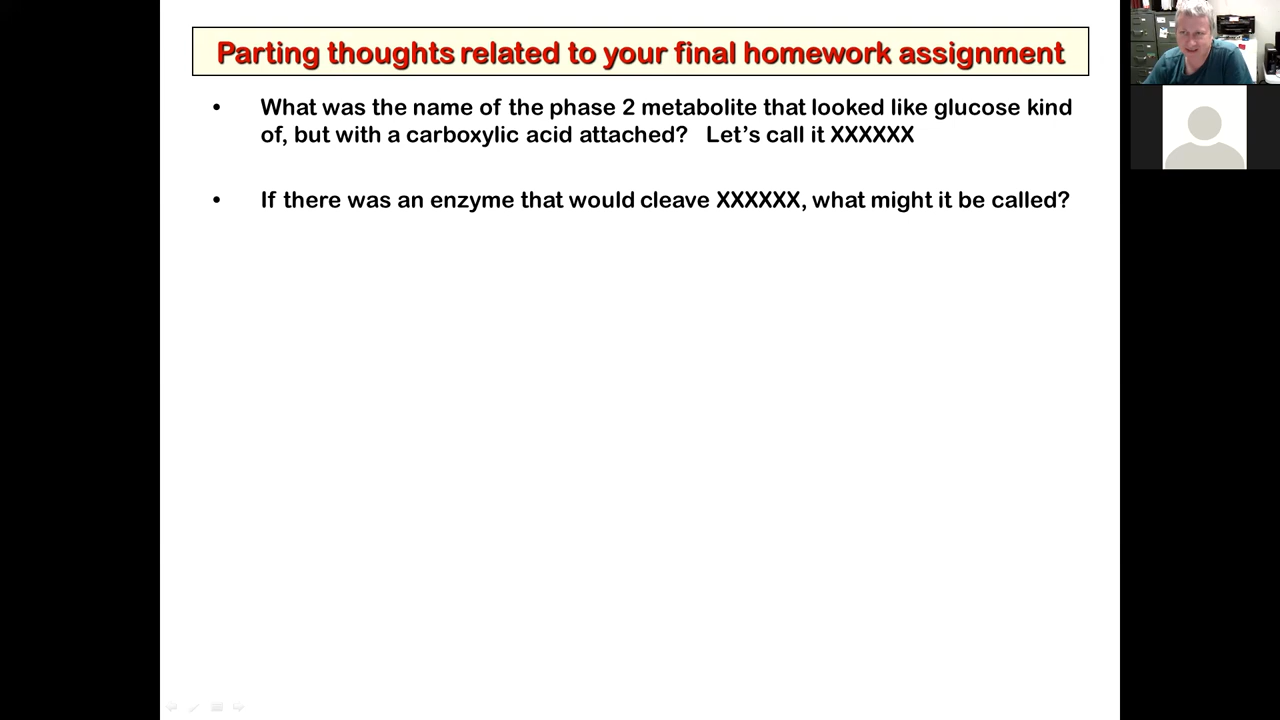 Parting thoughts related to your final homework assignment
• What was the name of the phase 2 metabolite that looked like glucose kind
of, but with a carboxylic acid attached? Let’s call it XXXXXX
• If there was an enzyme that would cleave XXXXXX, what might it be called?